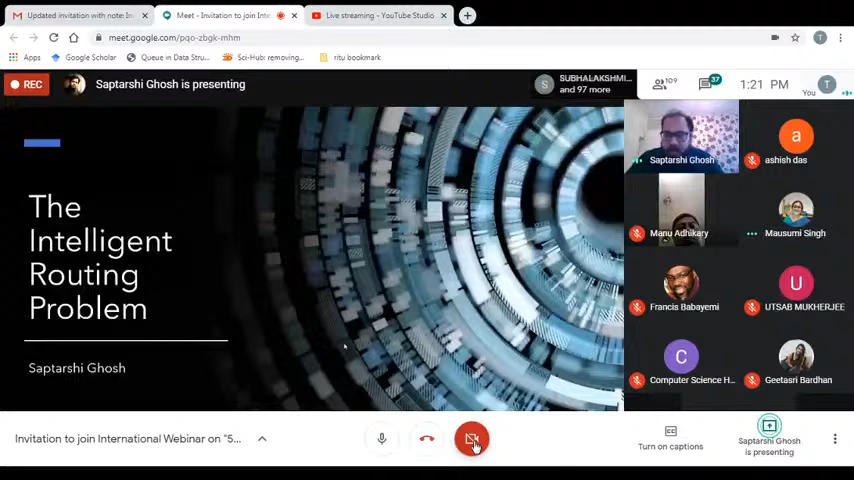 Updated invitation with note: In
Meet - Invitation to join Inte
Live streaming - YouTube Studio
meet.google.com/pqo-zbgk-mhm
T
Apps
Google Scholar
Queue in Data Stru...
Sci-Hub: removing...
ritu bookmark
REC
Saptarshi Ghosh is presenting
S
SUBHALAKSHMI...
and 97 more
109
37
1:21 PM
You
T
The
Intelligent
Routing
Problem
Saptarshi Ghosh
Saptarshi Ghosh
a
ashish das
Manu Adhikary
Mausumi Singh
Francis Babayemi
U
UTSAB MUKHERJEE
C
Computer Science H...
Geetasri Bardhan
Invitation to join International Webinar on "5...
CC
Turn on captions
Saptarshi Ghosh
is presenting